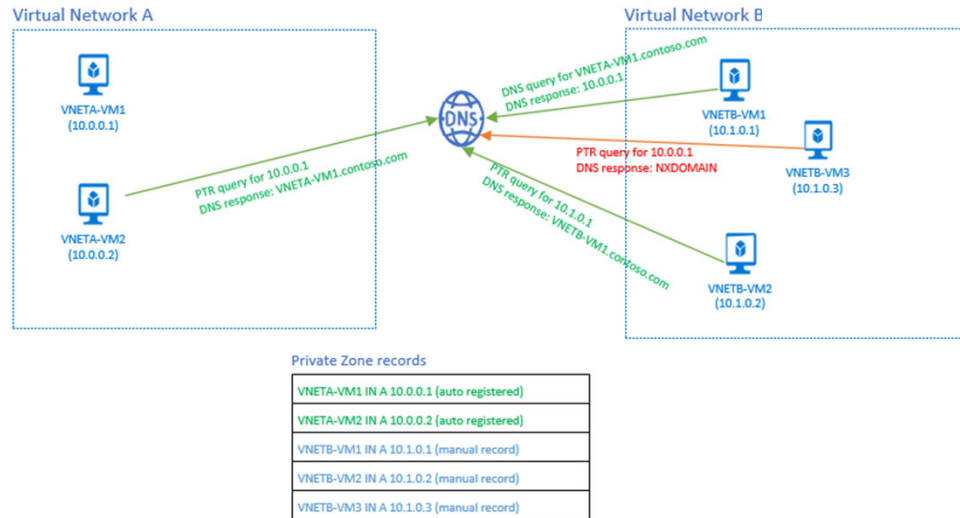 Virtual Network A
Virtual Network B
VNETA-VM1
(10.0.0.1)
DNS query for VNETA-VM1.contoso.com
DNS response: 10.0.0.1
VNETB-VM1
(10.1.0.1)
DNS
PTR query for 10.0.0.1
DNS response: NXDOMAIN
VNETB-VM3
(10.1.0.3)
PTR query for 10.0.0.1
DNS response: VNETA-VM1.contoso.com
PTR query for 10.1.0.1
DNS response: VNETB-VM1.contoso.com
VNETA-VM2
(10.0.0.2)
VNETB-VM2
(10.1.0.2)
Private Zone records
VNETA-VM1 IN A 10.0.0.1 (auto registered)
VNETA-VM2 IN A 10.0.0.2 (auto registered)
VNETB-VM1 IN A 10.1.0.1 (manual record)
VNETB-VM2 IN A 10.1.0.2 (manual record)
VNETB-VM3 IN A 10.1.0.3 (manual record)